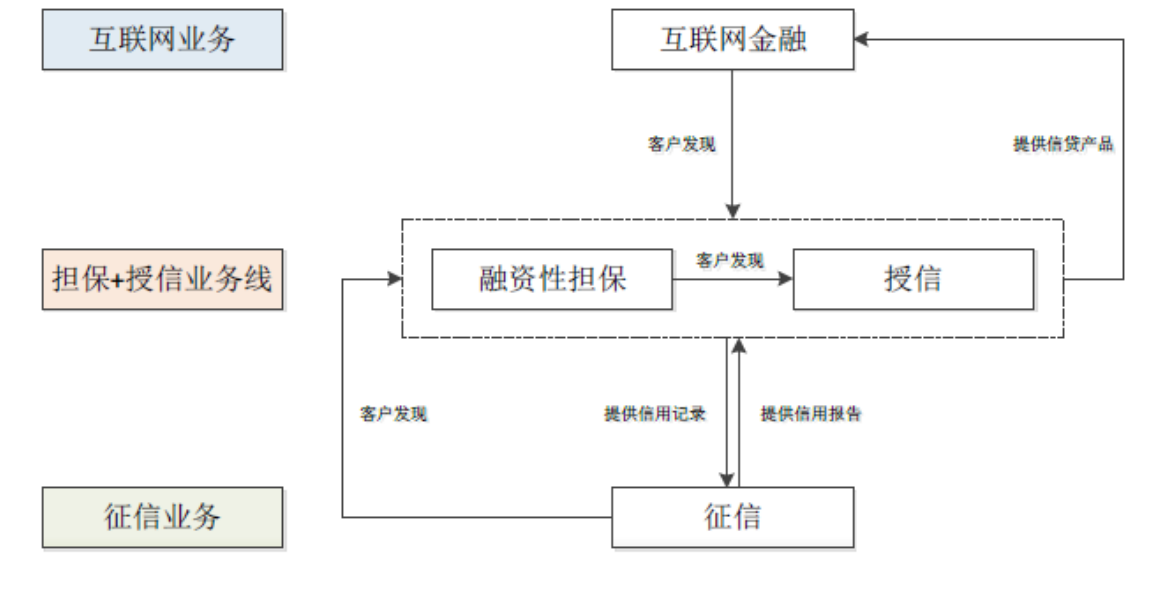 互联网业务
互联网金融
客户发现
提供信贷产品
担保+授信业务线
融资性担保
客户发现
授信
客户发现
提供信用记录
提供信用报告
征信业务
征信